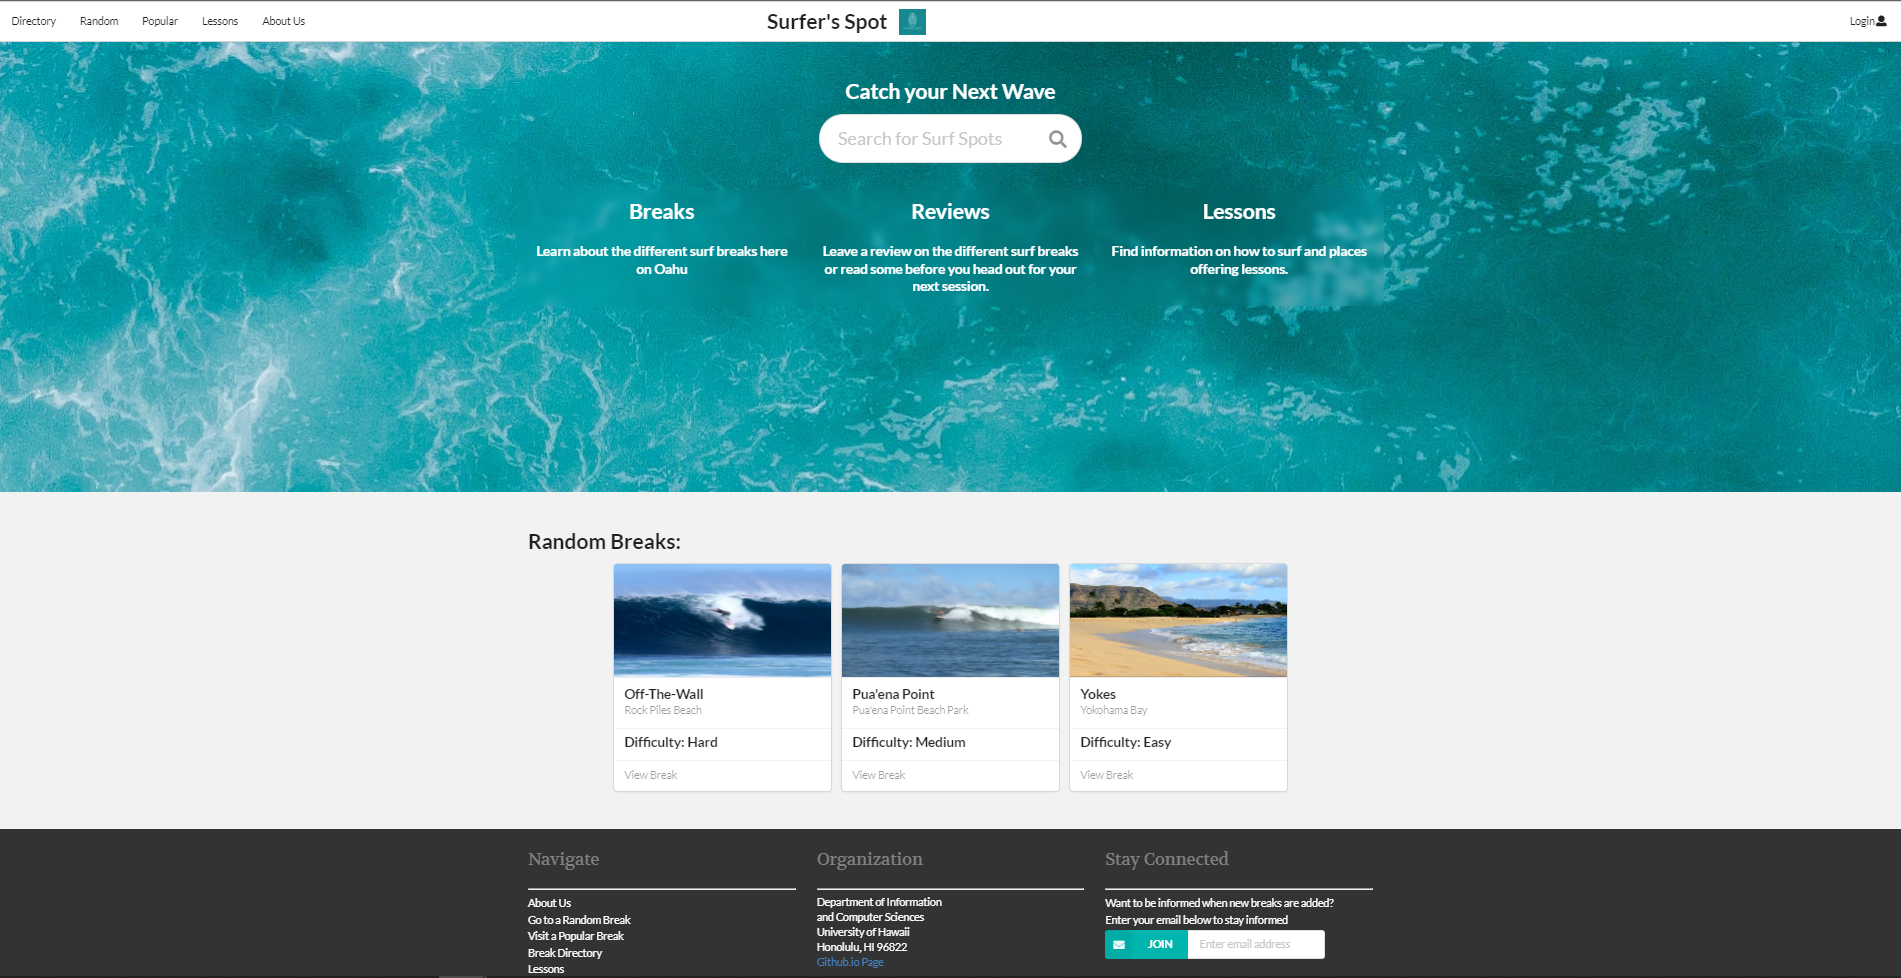 Directory Random Popular Lessons About Us Surfer's Spot Login
Catch your Next Wave
Search for Surf Spots
Breaks
Learn about the different surf breaks here
on Oahu
Reviews
Leave a review on the different surf breaks
or read some before you head out for your
next session.
Lessons
Find information on how to surf and places
offering lessons.
Random Breaks:
Off-The-Wall
Rock Piles Beach
Difficulty: Hard
View Break
Pua'ena Point
Pua'ena Point Beach Park
Difficulty: Medium
View Break
Yokes
Yokohama Bay
Difficulty: Easy
View Break
Navigate
About Us
Go to a Random Break
Visit a Popular Break
Break Directory
Lessons
Organization
Department of Information
and Computer Sciences
University of Hawaii
Honolulu, HI 96822
Github.io Page
Stay Connected
Want to be informed when new breaks are added?
Enter your email below to stay informed
JOIN Enter email address